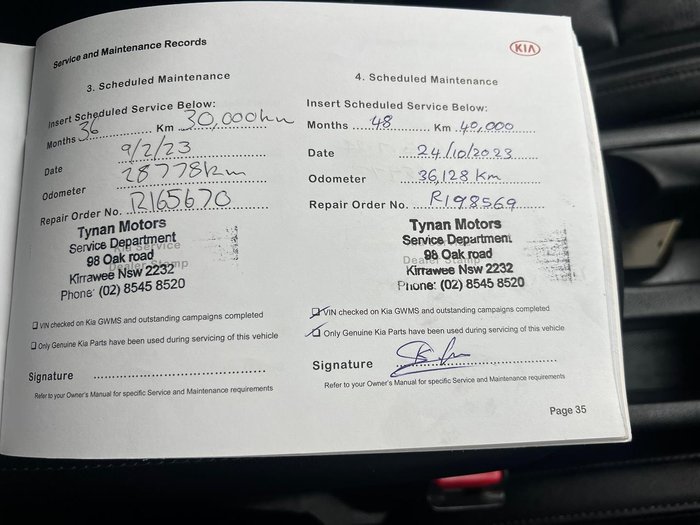 Service and Maintenance Records
KIA
3. Scheduled Maintenance
Insert Scheduled Service Below:
Months 36 Km 30,000km
Date 9/2/23
Odometer 28778km
Repair Order No. R165670
Tynan Motors
Service Department
Kia Service
98 Oak road
Dealer Stamp
Kirrawee Nsw 2232
Phone: (02) 8545 8520
VIN checked on Kia GWMS and outstanding campaigns completed
Only Genuine Kia Parts have been used during servicing of this vehicle
Signature
Refer to your Owner's Manual for specific Service and Maintenance requirements
4. Scheduled Maintenance
Insert Scheduled Service Below:
Months 48 Km 40,000
Date 24/10/2023
Odometer 36,128 Km
Repair Order No. R198569
Tynan Motors
Service Department
98 Oak road
Dealer Stamp
Kirrawee Nsw 2232
Phone: (02) 8545 8520
VIN checked on Kia GWMS and outstanding campaigns completed
Only Genuine Kia Parts have been used during servicing of this vehicle
Signature
Refer to your Owner's Manual for specific Service and Maintenance requirements
Page 35